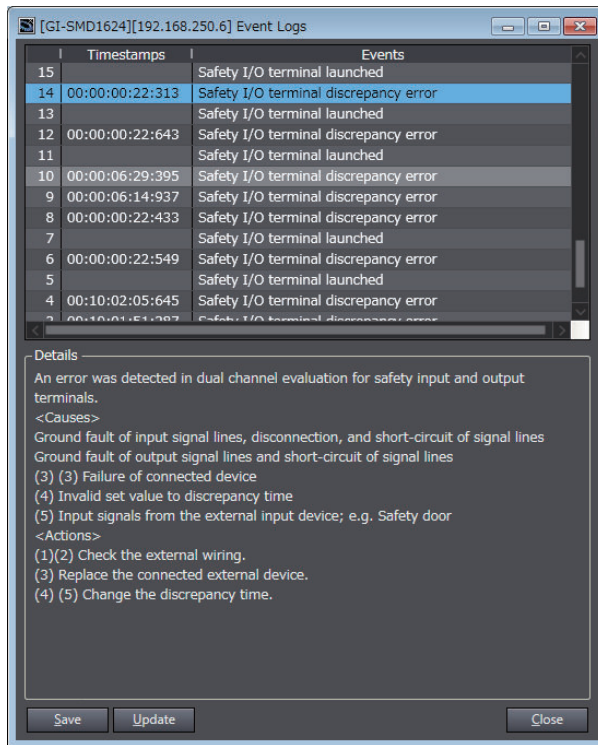 [GI-SMD1624][192.168.250.6] Event Logs
Timestamps Events
15 Safety I/O terminal launched
14 00:00:00:22:313 Safety I/O terminal discrepancy error
13 Safety I/O terminal launched
12 00:00:00:22:643 Safety I/O terminal discrepancy error
11 Safety I/O terminal launched
10 00:00:06:29:395 Safety I/O terminal discrepancy error
9 00:00:06:14:937 Safety I/O terminal discrepancy error
8 00:00:00:22:433 Safety I/O terminal discrepancy error
7 Safety I/O terminal launched
6 00:00:00:22:549 Safety I/O terminal discrepancy error
5 Safety I/O terminal launched
4 00:10:02:05:645 Safety I/O terminal discrepancy error
Safety I/O terminal discrepancy error
Details
An error was detected in dual channel evaluation for safety input and output
terminals.
<Causes>
Ground fault of input signal lines, disconnection, and short-circuit of signal lines
Ground fault of output signal lines and short-circuit of signal lines
(3) (3) Failure of connected device
(4) Invalid set value to discrepancy time
(5) Input signals from the external input device; e.g. Safety door
<Actions>
(1)(2) Check the external wiring.
(3) Replace the connected external device.
(4) (5) Change the discrepancy time.
Save Update Close